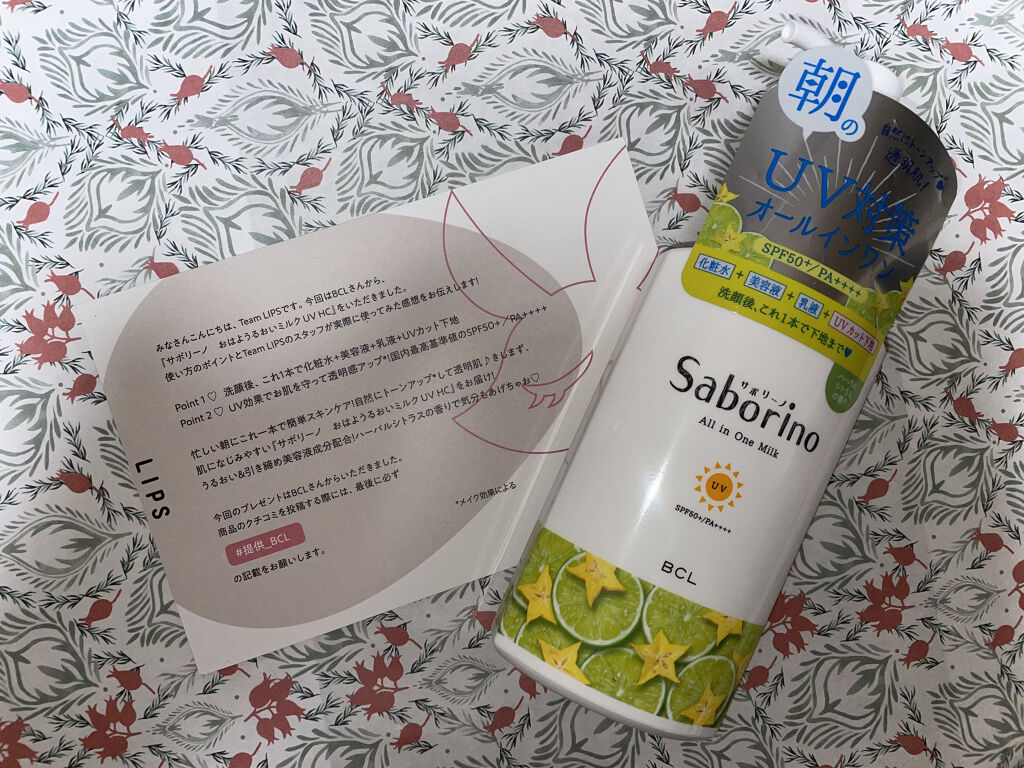 みなさんこんにちは、Team LIPSです。今回はBCLさんから、
『サボリーノ　おはようるおいミルク UV HC』をいただきました。
使い方のポイントとTeam LIPSのスタッフが実際に使ってみた感想をお伝えします!
Point 1♡ 洗顔後、これ1本で化粧水+美容液+乳液+UVカット下地
Point 2♡ UV効果でお肌を守って透明感アップ*!国内最高基準値のSPF50+/PA++++
忙しい朝にこれ一本で簡単スキンケア!自然にトーンアップ*して透明肌♪きしまず、
肌になじみやすい『サボリーノ　おはようるおいミルク UV HC』をお届け!
うるおい&引き締め美容液成分配合!ハーバルシトラスの香りで気分もあげちゃお♡
今回のプレゼントはBCLさんからいただきました。
商品のクチコミを投稿する際には、最後に必ず
#提供_BCL
の記載をお願いします。
*メイク効果による
LIPS
朝の
自然にトーンアップ
透明肌!
UV対策
オールインワン
SPF50+/PA++++
化粧水+美容液+乳液+UVカット下地
洗顔後、これ1本で下地まで♥
サボリーノ
Saborino
All in One Milk
UV
SPF50+/PA++++
BCL